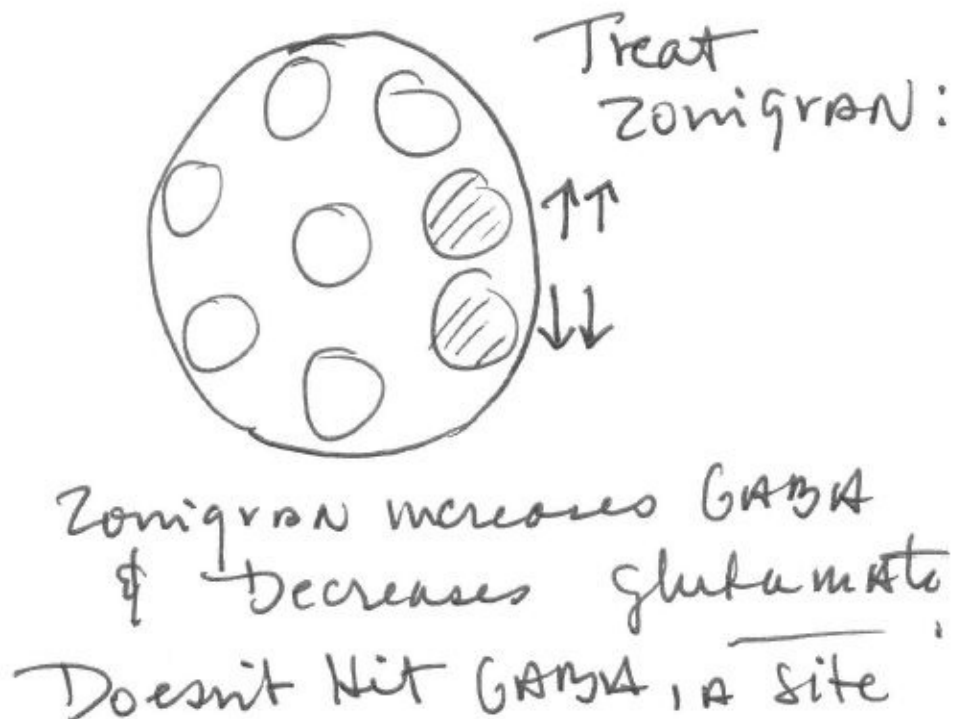 Treat
Zonigran:
↑↑
↓↓
Zonigran increases GABA
& Decreases glutamate.
Doesn't Hit GABA, A site